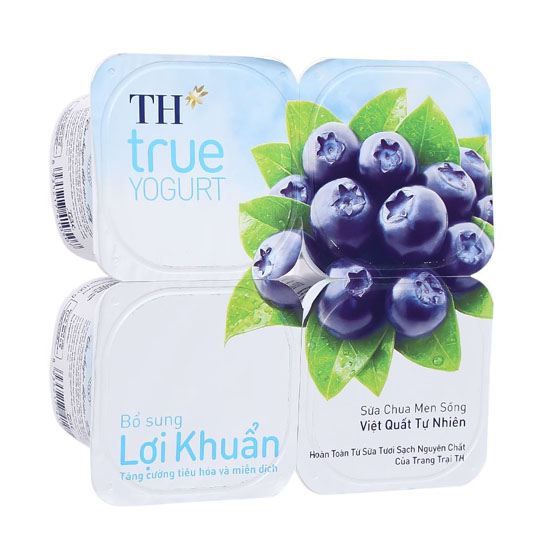 TH
true
YOGURT
Bổ sung
Lợi Khuẩn
Tăng cường tiêu hóa và miễn dịch
Sữa Chua Men Sống
Việt Quất Tự Nhiên
Hoàn Toàn Từ Sữa Tươi Sạch Nguyên Chất
Của Trang Trại TH